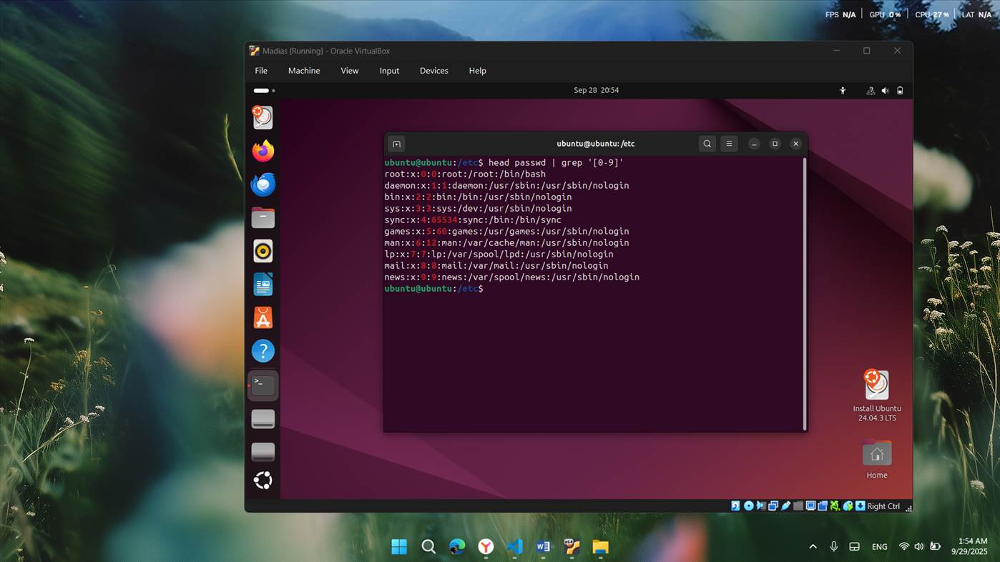 FPS N/A GPU 0 % CPU 27 % LAT N/A
Madias [Running] - Oracle VirtualBox
File Machine View Input Devices Help
Sep 28 20:54
ubuntu@ubuntu: /etc
ubuntu@ubuntu:/etc$ head passwd | grep '[0-9]'
root:x:0:0:root:/root:/bin/bash
daemon:x:1:1:daemon:/usr/sbin:/usr/sbin/nologin
bin:x:2:2:bin:/bin:/usr/sbin/nologin
sys:x:3:3:sys:/dev:/usr/sbin/nologin
sync:x:4:65534:sync:/bin:/bin/sync
games:x:5:60:games:/usr/games:/usr/sbin/nologin
man:x:6:12:man:/var/cache/man:/usr/sbin/nologin
lp:x:7:7:lp:/var/spool/lpd:/usr/sbin/nologin
mail:x:8:8:mail:/var/mail:/usr/sbin/nologin
news:x:9:9:news:/var/spool/news:/usr/sbin/nologin
ubuntu@ubuntu:/etc$
Install Ubuntu
24.04.3 LTS
Home
Right Ctrl
ENG
1:54 AM
9/29/2025